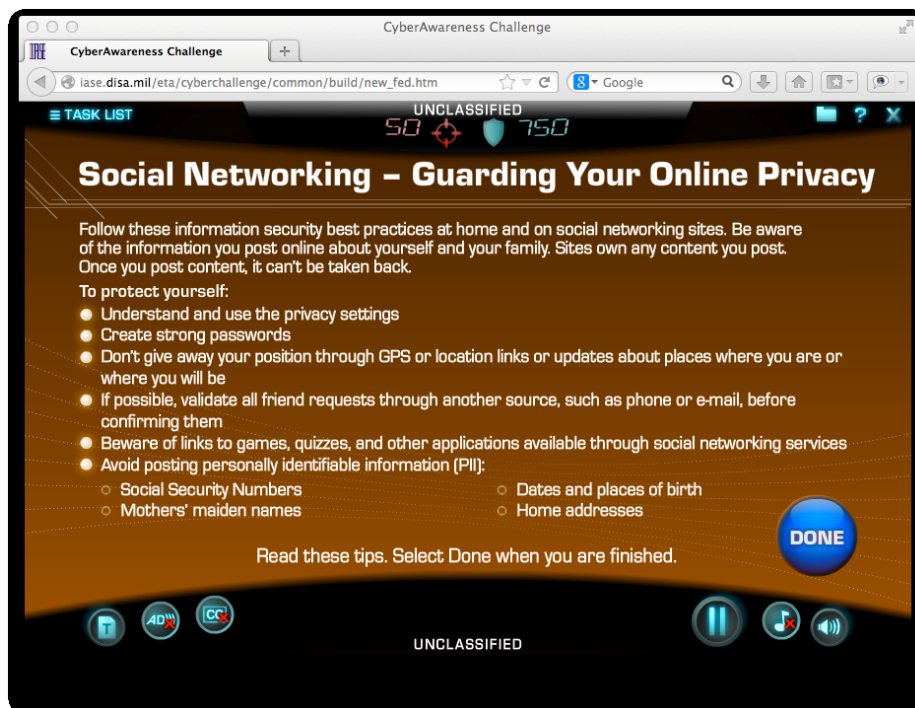 CyberAwareness Challenge
CyberAwareness Challenge
iase.disa.mil/eta/cyberchallenge/common/build/new_fed.htm
Google
TASK LIST
UNCLASSIFIED
50 750
? X
Social Networking – Guarding Your Online Privacy
Follow these information security best practices at home and on social networking sites. Be aware
of the information you post online about yourself and your family. Sites own any content you post.
Once you post content, it can't be taken back.
To protect yourself:
Understand and use the privacy settings
Create strong passwords
Don't give away your position through GPS or location links or updates about places where you are or
where you will be
If possible, validate all friend requests through another source, such as phone or e-mail, before
confirming them
Beware of links to games, quizzes, and other applications available through social networking services
Avoid posting personally identifiable information (PII):
Social Security Numbers
Mothers' maiden names
Dates and places of birth
Home addresses
DONE
Read these tips. Select Done when you are finished.
T
AD
CC
UNCLASSIFIED